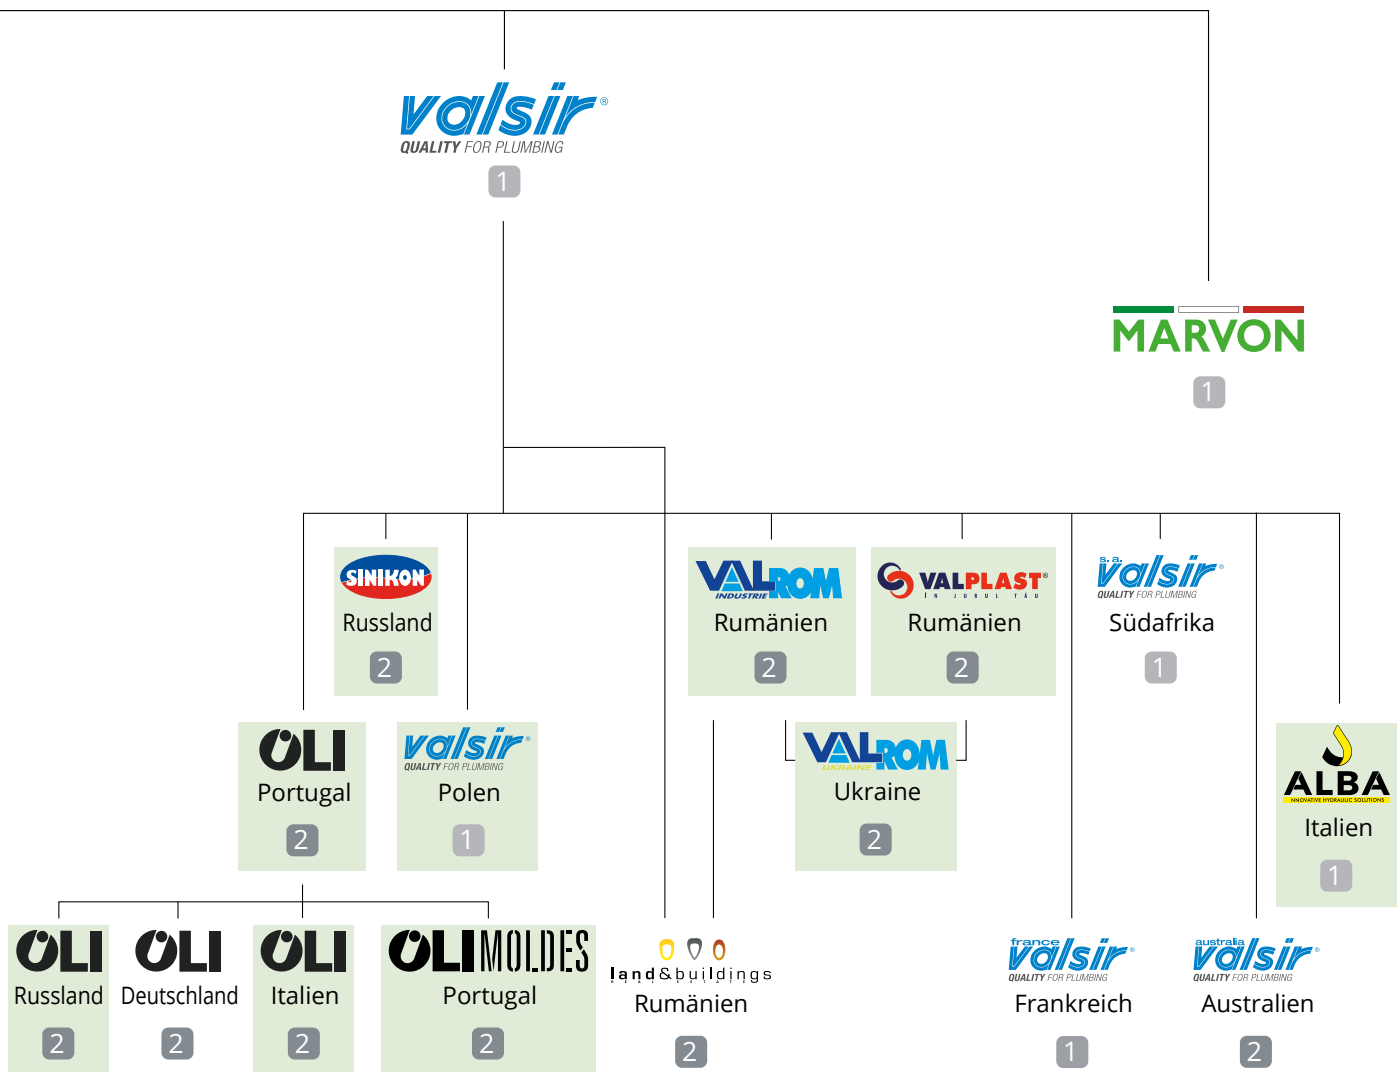 valsir®
QUALITY FOR PLUMBING
1
MARVON
1
SINIKON
Russland
2
VALROM
INDUSTRIE
Rumänien
2
VALPLAST®
ÎN JURUL TĂU
Rumänien
2
s.a.
valsir®
QUALITY FOR PLUMBING
Südafrika
1
OLI
Portugal
2
valsir®
QUALITY FOR PLUMBING
Polen
1
VALROM
UKRAINE
Ukraine
2
ALBA
INNOVATIVE HYDRAULIC SOLUTIONS
Italien
1
OLI
Russland
2
OLI
Deutschland
2
OLI
Italien
2
OLI MOLDES
Portugal
2
land&buildings
Rumänien
2
france
valsir®
QUALITY FOR PLUMBING
Frankreich
1
australia
valsir®
QUALITY FOR PLUMBING
Australien
2